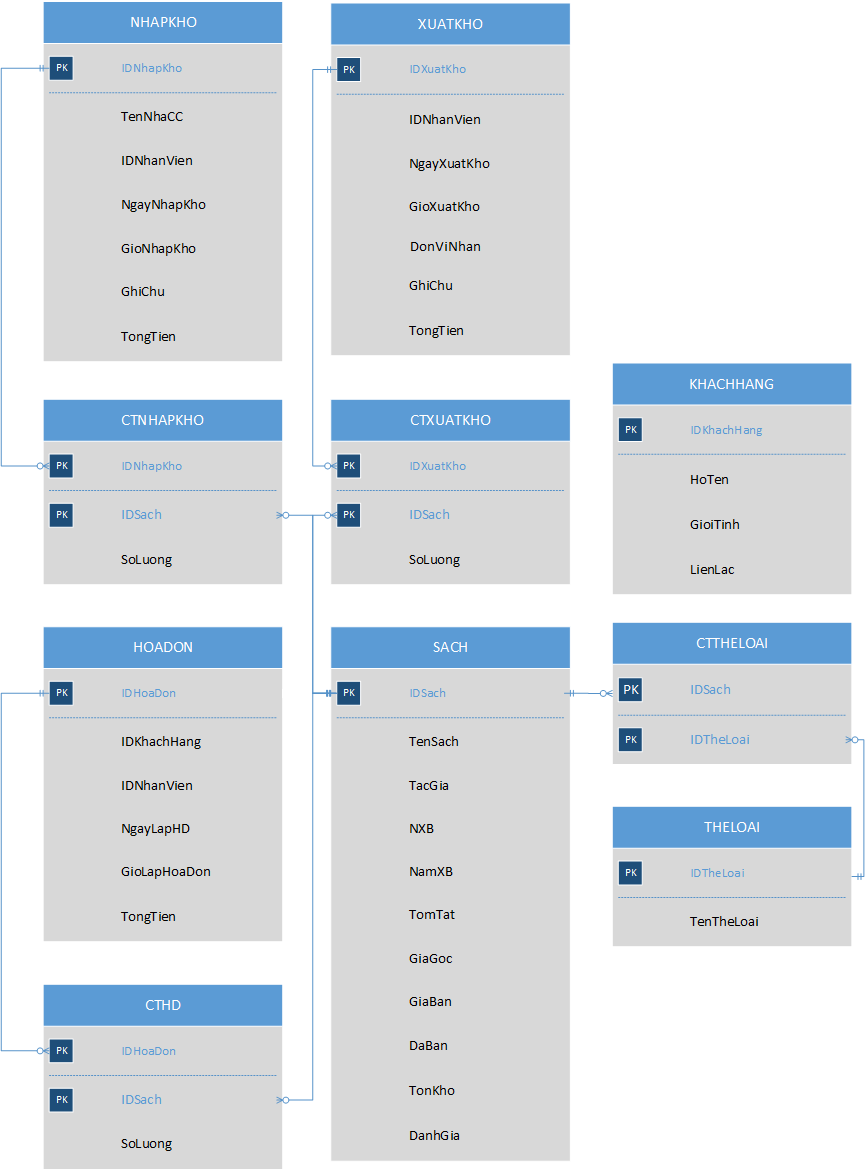 NHAPKHO
PK IDNhapKho
TenNhaCC
IDNhanVien
NgayNhapKho
GioNhapKho
GhiChu
TongTien
XUATKHO
PK IDXuatKho
IDNhanVien
NgayXuatKho
GioXuatKho
DonViNhan
GhiChu
TongTien
KHACHHANG
PK IDKhachHang
HoTen
GioiTinh
LienLac
CTNHAPKHO
PK IDNhapKho
PK IDSach
SoLuong
CTXUATKHO
PK IDXuatKho
PK IDSach
SoLuong
HOADON
PK IDHoaDon
IDKhachHang
IDNhanVien
NgayLapHD
GioLapHoaDon
TongTien
SACH
PK IDSach
TenSach
TacGia
NXB
NamXB
TomTat
GiaGoc
GiaBan
DaBan
TonKho
DanhGia
CTTHELOAI
PK IDSach
PK IDTheLoai
THELOAI
PK IDTheLoai
TenTheLoai
CTHD
PK IDHoaDon
PK IDSach
SoLuong